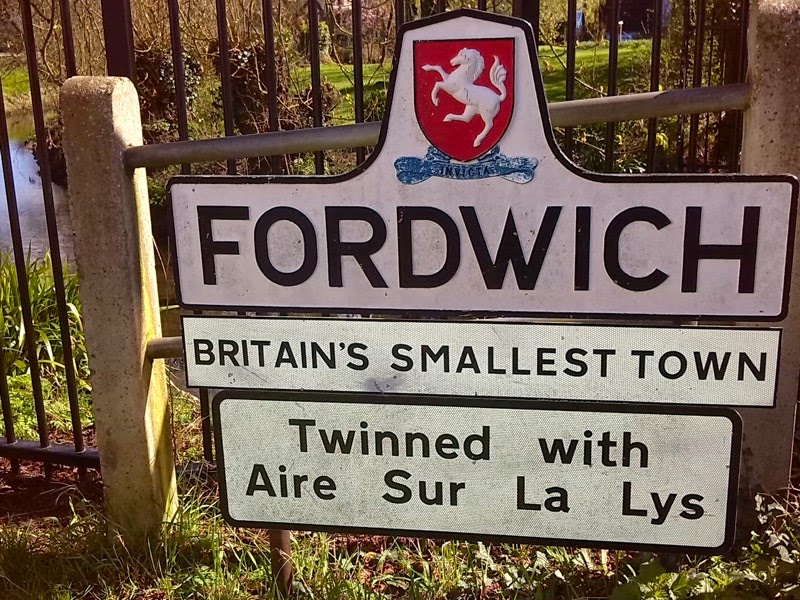 INVICTA
FORDWICH
BRITAIN'S SMALLEST TOWN
Twinned with
Aire Sur La Lys